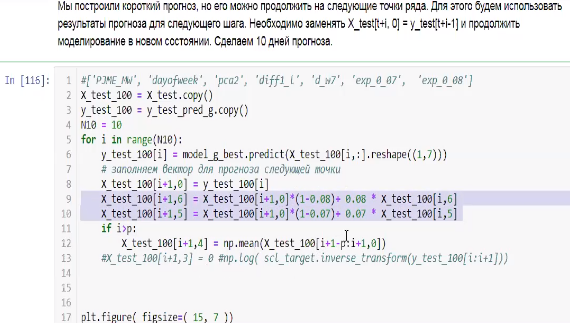 Мы построили короткий прогноз, но его можно продолжить на следующие точки ряда. Для этого будем использовать
результаты прогноза для следующего шага. Необходимо заменять X_test[t+i, 0] = y_test[t+i-1] и продолжить
моделирование в новом состоянии. Сделаем 10 дней прогноза.
In [116]:
1 #['PJME_MW', 'dayofweek', 'pca2', 'diff1_l', 'd_w7', 'exp_0_07', 'exp_0_08']
2 X_test_100 = X_test.copy()
3 y_test_100 = y_test_pred_g.copy()
4 N10 = 10
5 for i in range(N10):
6 y_test_100[i] = model_g_best.predict(X_test_100[i,:].reshape((1,7)))
7 # заполняем вектор для прогноза следующей точки
8 X_test_100[i+1,0] = y_test_100[i]
9 X_test_100[i+1,6] = X_test_100[i+1,0]*(1-0.08)+ 0.08 * X_test_100[i,6]
10 X_test_100[i+1,5] = X_test_100[i+1,0]*(1-0.07)+ 0.07 * X_test_100[i,5]
11 if i>p:
12 X_test_100[i+1,4] = np.mean(X_test_100[i+1-p:i+1,0])
13 #X_test_100[i+1,3] = 0 #np.log( scl_target.inverse_transform(y_test_100[i:i+1]))
14
15
16
17 plt.figure( figsize=( 15, 7 ))